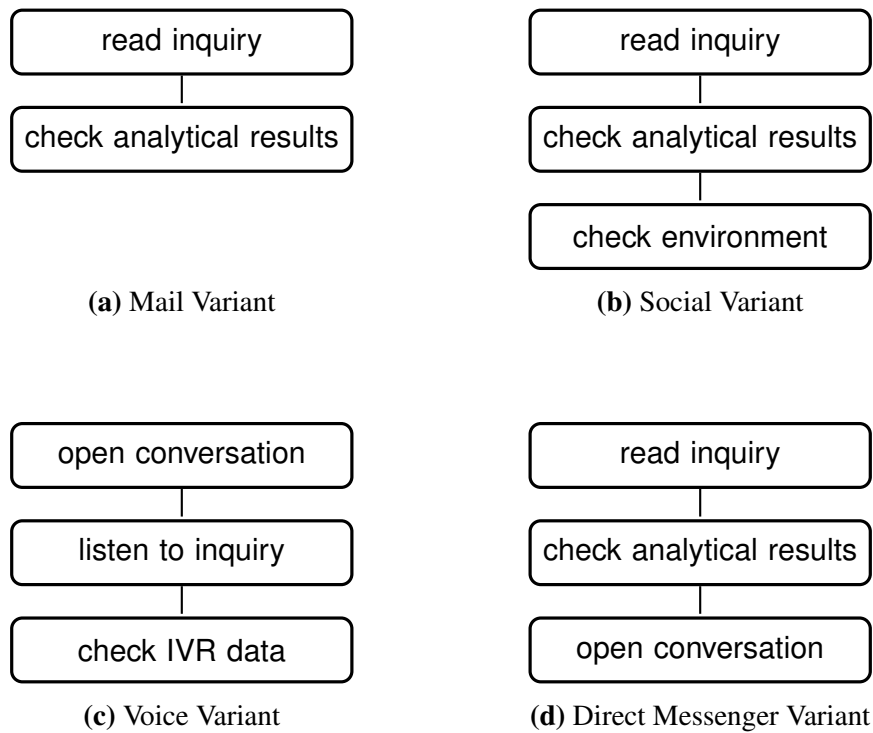 read inquiry
check analytical results
(a) Mail Variant
read inquiry
check analytical results
check environment
(b) Social Variant
open conversation
listen to inquiry
check IVR data
(c) Voice Variant
read inquiry
check analytical results
open conversation
(d) Direct Messenger Variant